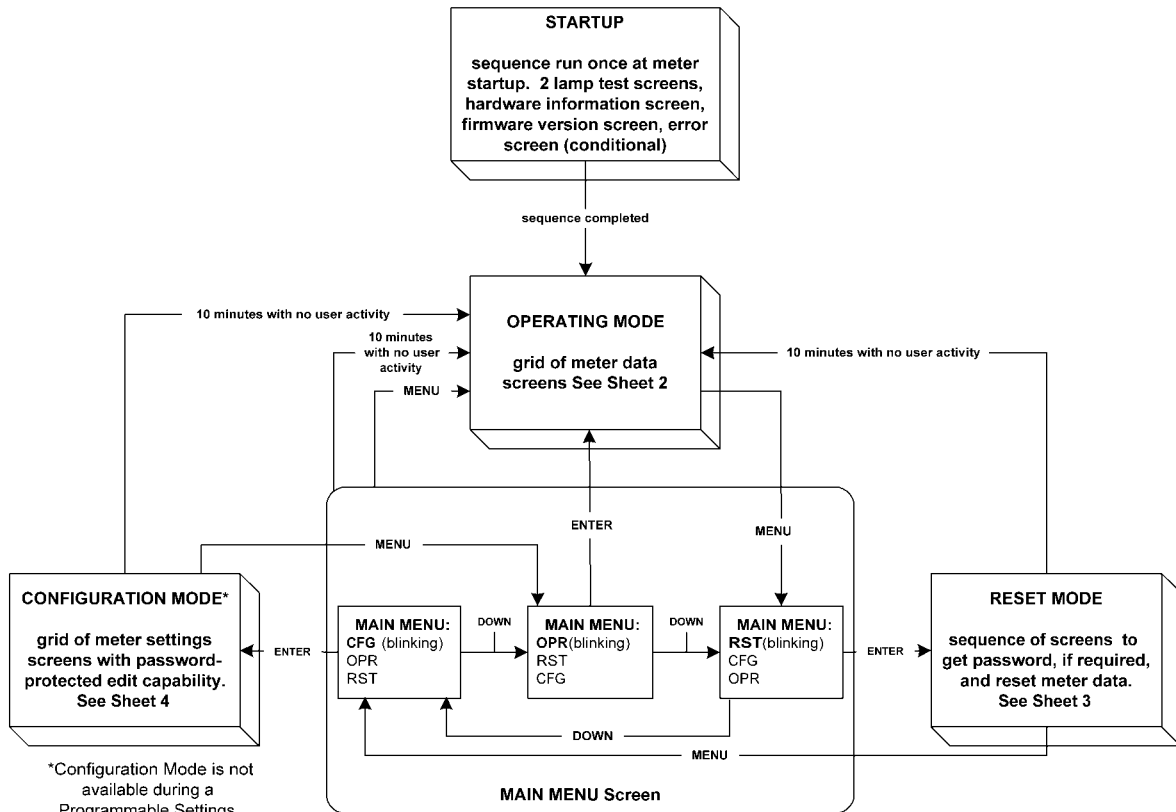 STARTUP
sequence run once at meter
startup. 2 lamp test screens,
hardware information screen,
firmware version screen, error
screen (conditional)
sequence completed
10 minutes with no user activity
10 minutes
with no user
activity
MENU
OPERATING MODE
grid of meter data
screens See Sheet 2
10 minutes with no user activity
ENTER
MENU
MENU
CONFIGURATION MODE*
grid of meter settings
screens with password-
protected edit capability.
See Sheet 4
ENTER
MAIN MENU:
CFG (blinking)
OPR
RST
DOWN
MAIN MENU:
OPR(blinking)
RST
CFG
DOWN
MAIN MENU:
RST(blinking)
CFG
OPR
ENTER
RESET MODE
sequence of screens to
get password, if required,
and reset meter data.
See Sheet 3
DOWN
MENU
*Configuration Mode is not
available during a
Programmable Settings
MAIN MENU Screen